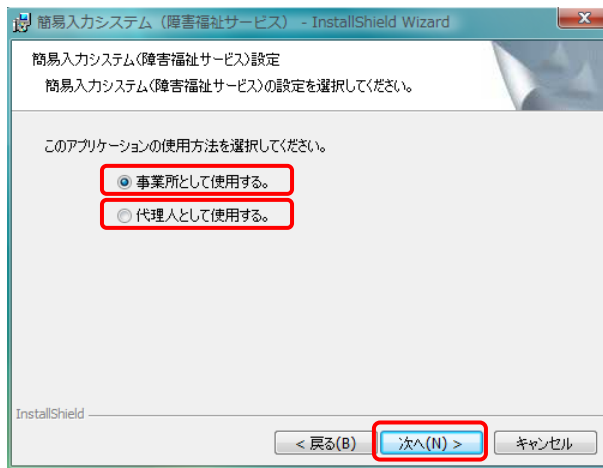 簡易入力システム（障害福祉サービス） - InstallShield Wizard
簡易入力システム(障害福祉サービス)設定
簡易入力システム(障害福祉サービス)の設定を選択してください。
このアプリケーションの使用方法を選択してください。
事業所として使用する。
代理人として使用する。
InstallShield
< 戻る(B) 次へ(N) > キャンセル